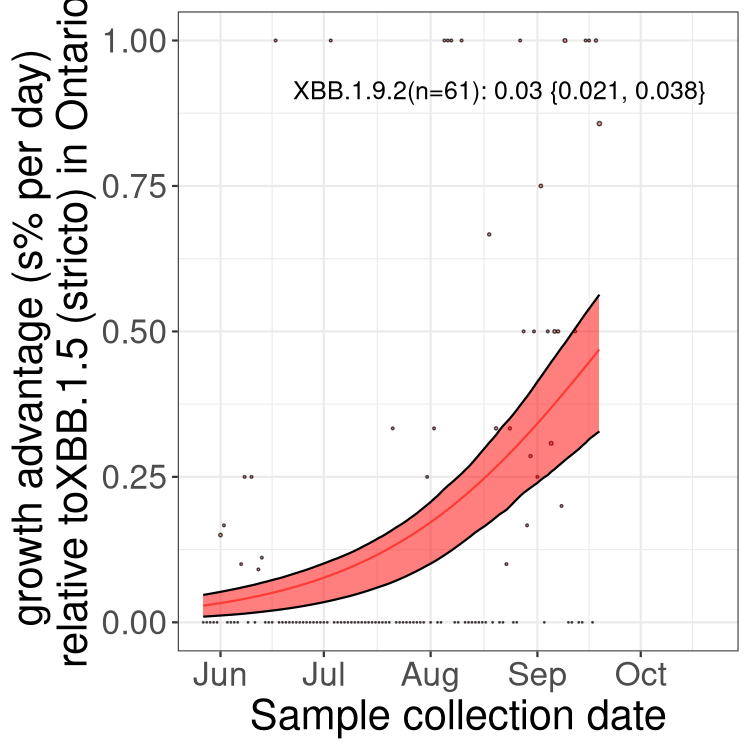 growth advantage (s% per day)
relative toXBB.1.5 (stricto) in Ontario
1.00
0.75
0.50
0.25
0.00
XBB.1.9.2(n=61): 0.03 {0.021, 0.038}
Jun Jul Aug Sep Oct
Sample collection date